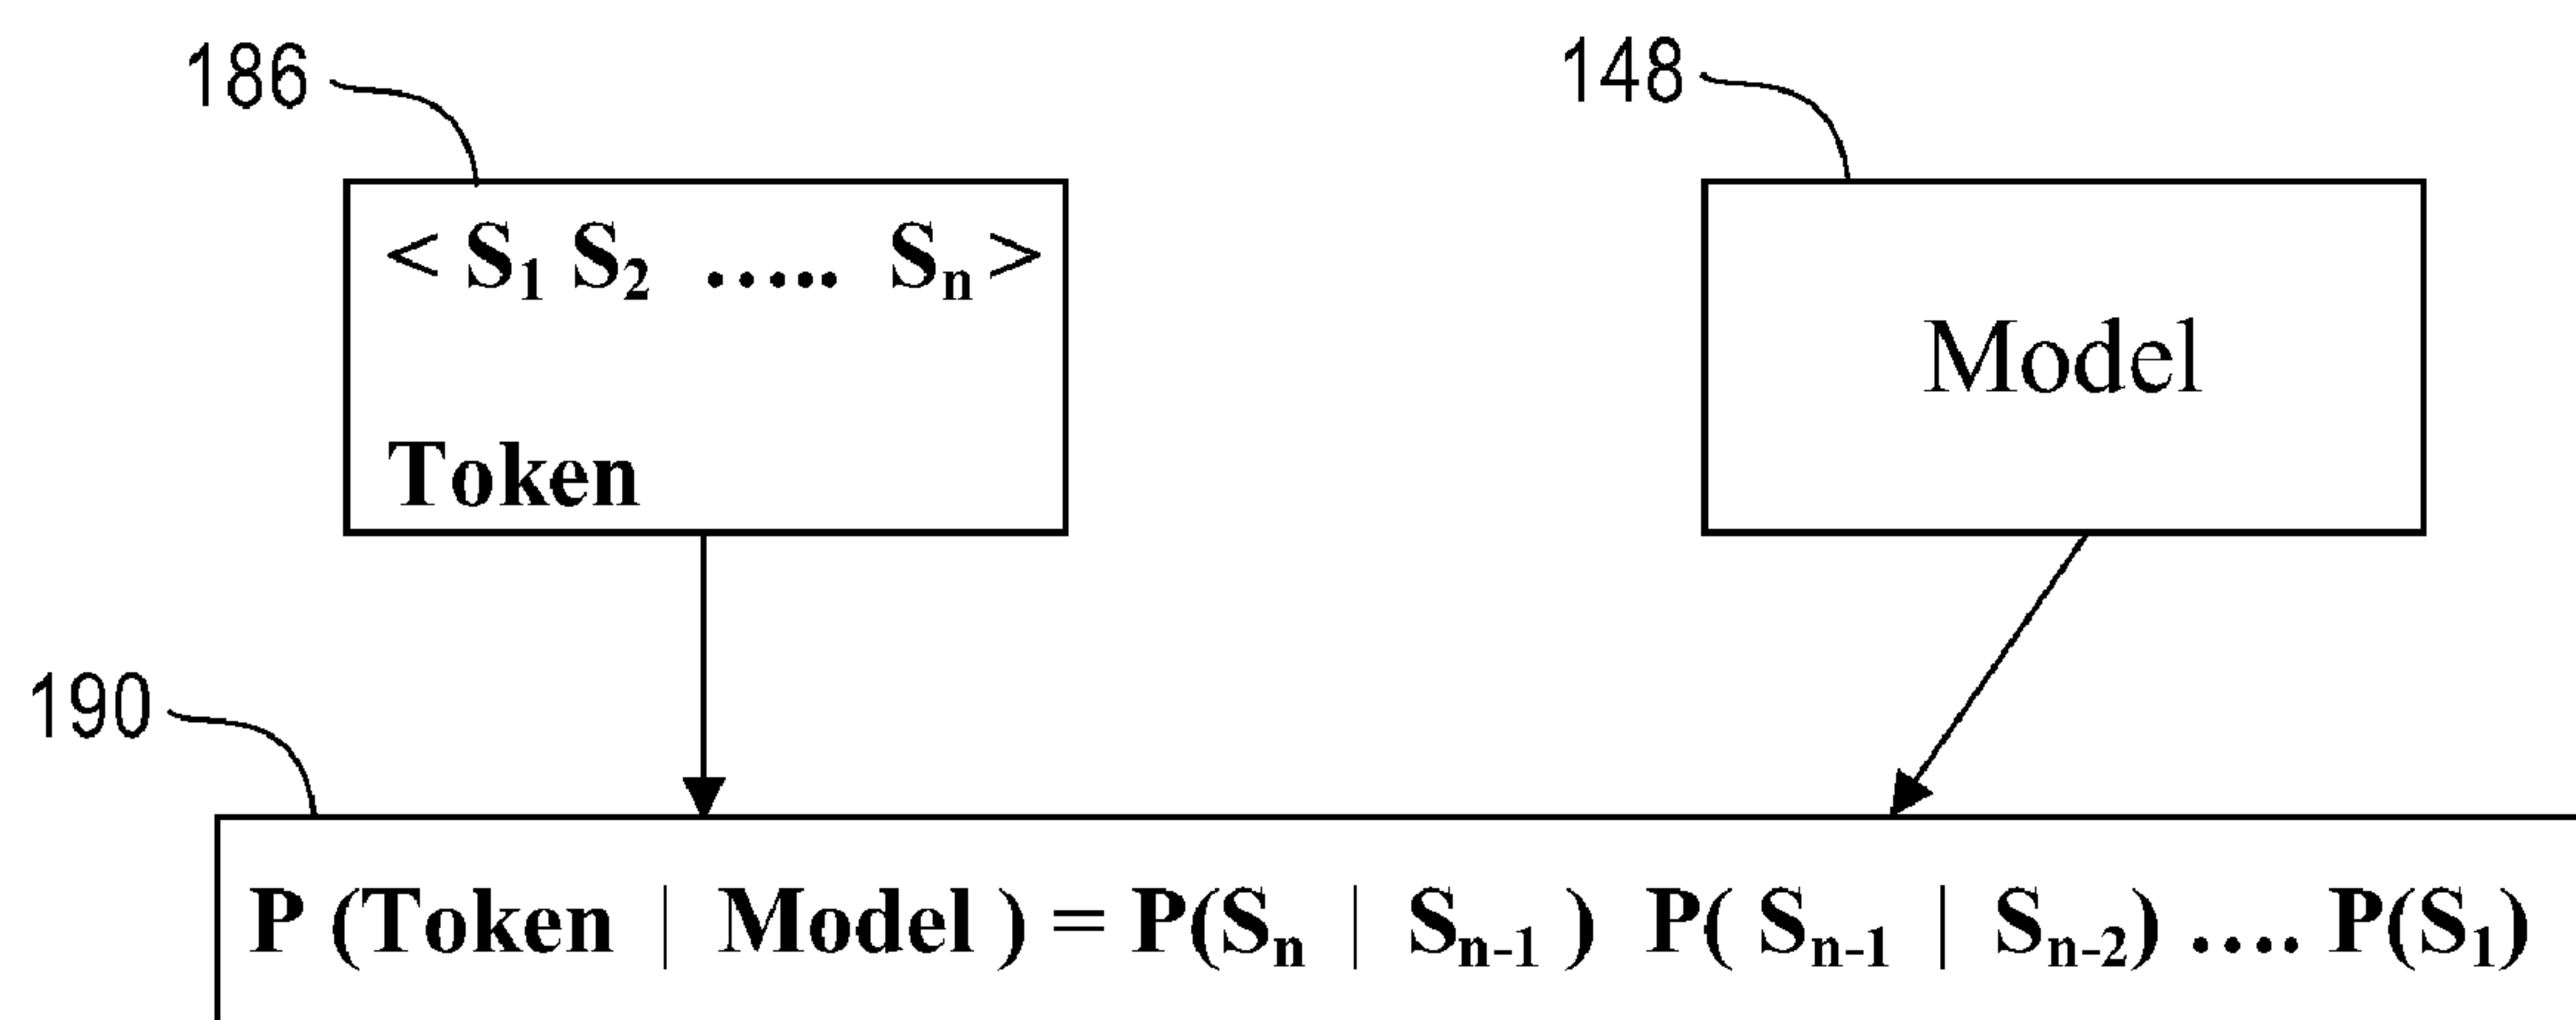 186
148
< S₁ S₂ ..... Sₙ >
Model
Token
190
P (Token | Model ) = P(Sₙ | Sₙ₋₁ ) P( Sₙ₋₁ | Sₙ₋₂) .... P(S₁)